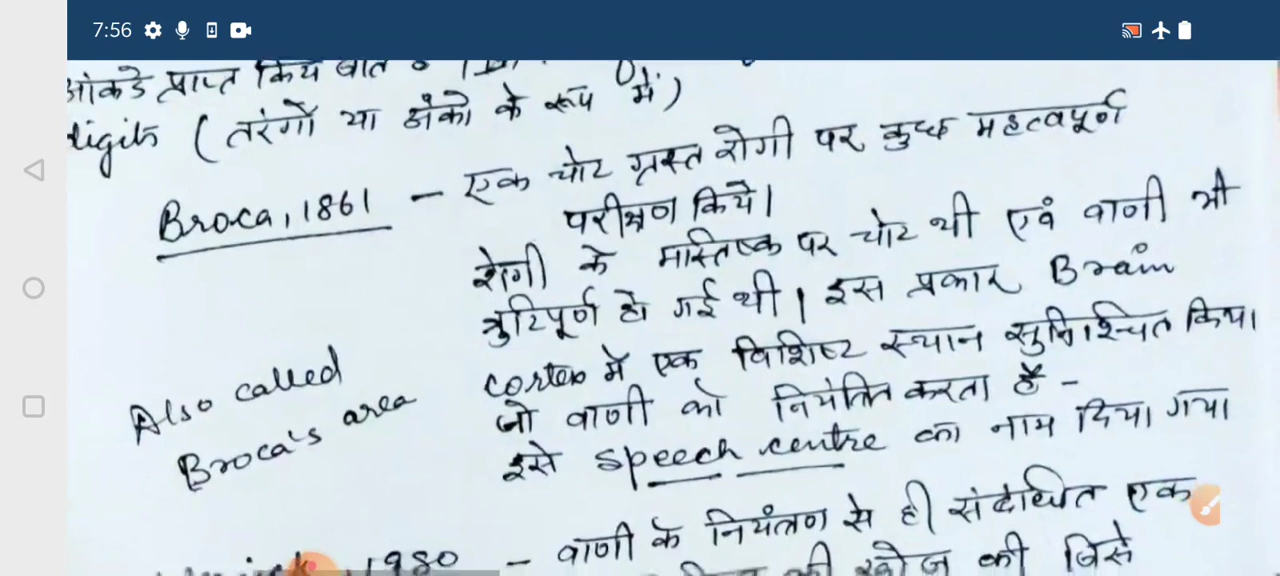 7:56
आंकडे प्राप्त किये
digits (तरंगों या अंको के रूप में)
Broca, 1861 - एक चोट ग्रस्त रोगी पर कुछ महत्वपूर्ण
परीक्षण किये।
रोगी के मास्तिष्क पर चोट थी एवं वाणी भी
त्रुटिपूर्ण हो गई थी। इस प्रकार Brain
cortex में एक विशिष्ट स्थान सुनिश्चित किया।
जो वाणी को नियंत्रित करता है -
इसे speech centre का नाम दिया गया
Also called
Broca's area
1980 - वाणी के नियंत्रण से ही संबंधित एक
की खोज की जिसे